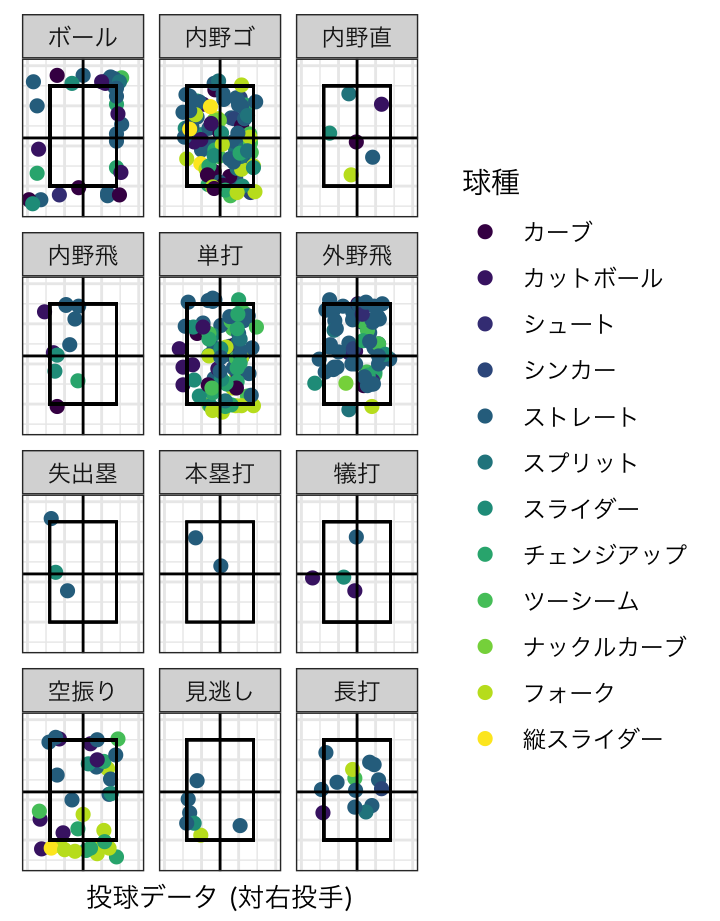 ボール
内野ゴ
内野直
内野飛
単打
外野飛
失出塁
本塁打
犠打
空振り
見逃し
長打
球種
カーブ
カットボール
シュート
シンカー
ストレート
スプリット
スライダー
チェンジアップ
ツーシーム
ナックルカーブ
フォーク
縦スライダー
投球データ (対右投手)